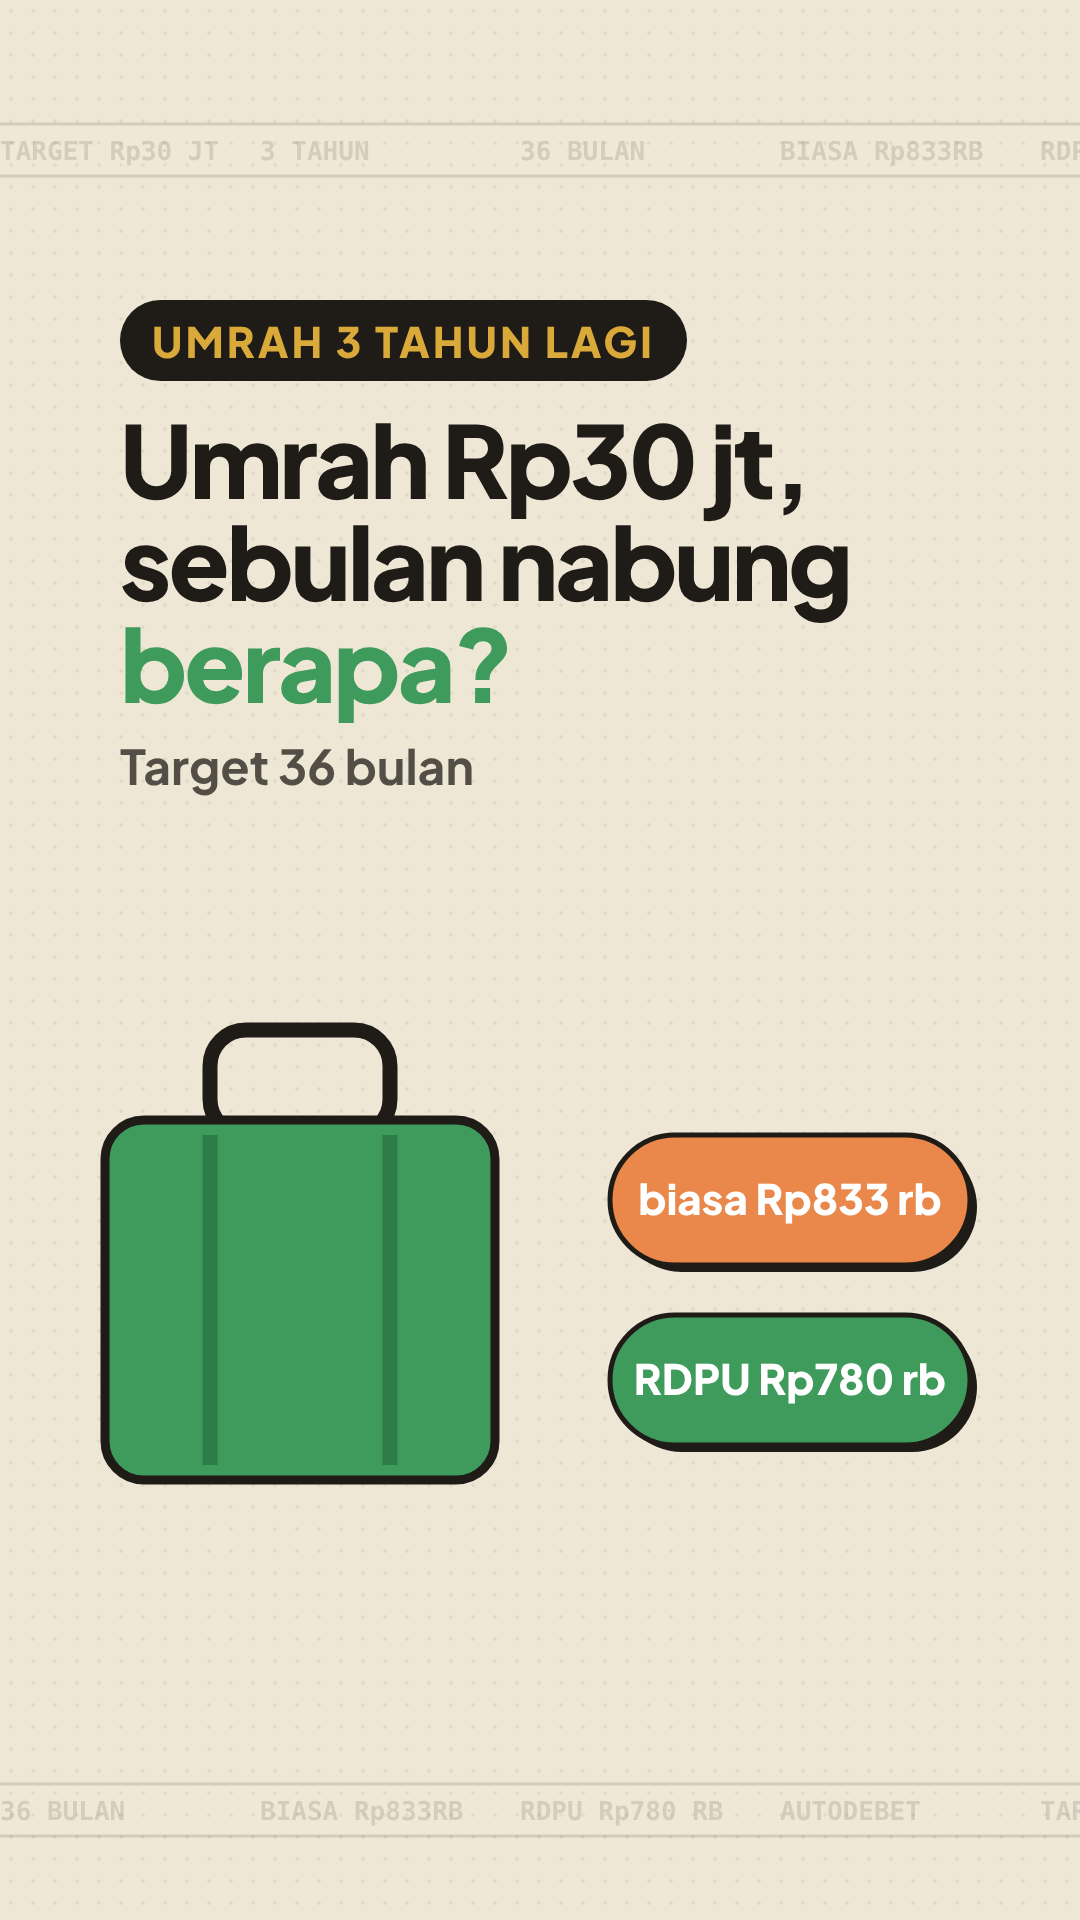 TARGET Rp30 JT 3 TAHUN 36 BULAN BIASA Rp833RB
UMRAH 3 TAHUN LAGI
Umrah Rp30 jt,
sebulan nabung
berapa?
Target 36 bulan
biasa Rp833 rb
RDPU Rp780 rb
36 BULAN BIASA Rp833RB RDPU Rp780 RB AUTODEBET